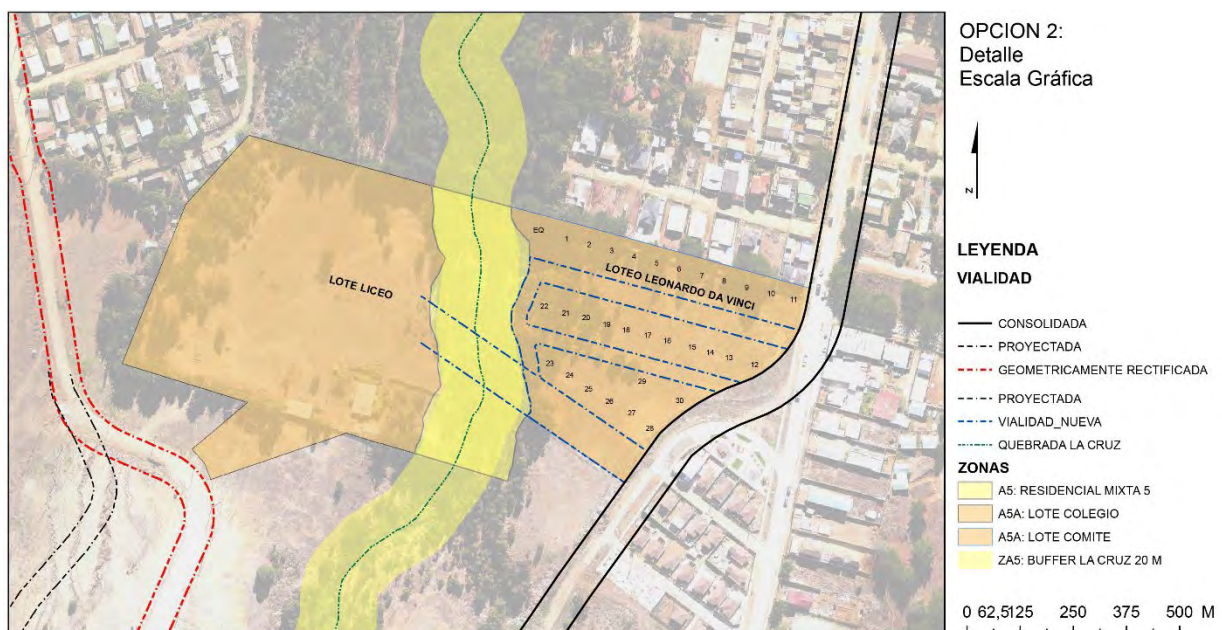 OPCION 2:
Detalle
Escala Gráfica
N
LEYENDA
VIALIDAD
CONSOLIDADA
PROYECTADA
GEOMETRICAMENTE RECTIFICADA
PROYECTADA
VIALIDAD_NUEVA
QUEBRADA LA CRUZ
ZONAS
A5: RESIDENCIAL MIXTA 5
A5A: LOTE COLEGIO
A5A: LOTE COMITE
ZA5: BUFFER LA CRUZ 20 M
0 62,5125 250 375 500 M
EQ 1 2 3 4 5 6 7 8 9 10 11
LOTEO LEONARDO DA VINCI
LOTE LICEO
22 21 20 19 18 17 16 15 14 13 12
23 24 25 26 27 28
29 30